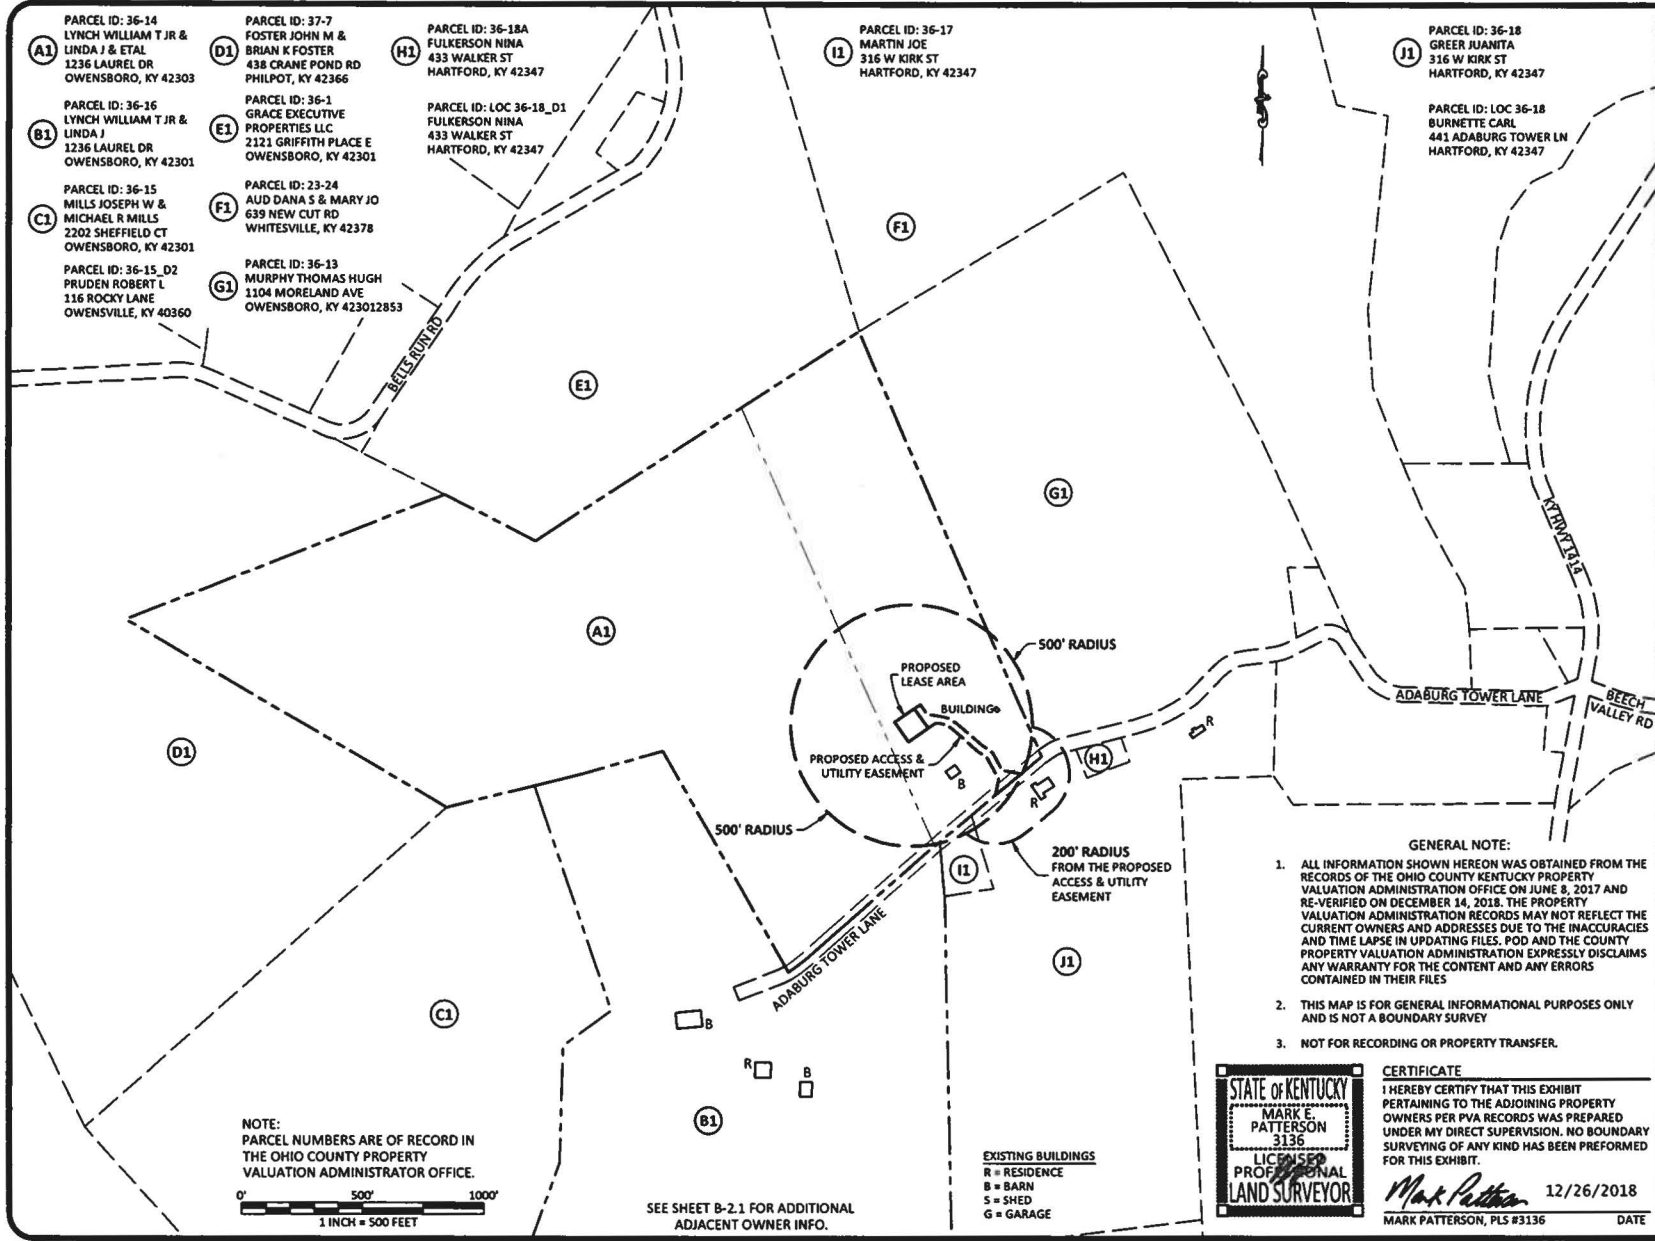 A1
PARCEL ID: 36-14
LYNCH WILLIAM T JR &
LINDA J & ETAL
1236 LAUREL DR
OWENSBORO, KY 42303
B1
PARCEL ID: 36-16
LYNCH WILLIAM T JR &
LINDA J
1236 LAUREL DR
OWENSBORO, KY 42301
C1
PARCEL ID: 36-15
MILLS JOSEPH W &
MICHAEL R MILLS
2202 SHEFFIELD CT
OWENSBORO, KY 42301
PARCEL ID: 36-15_D2
PRUDEN ROBERT L
116 ROCKY LANE
OWENSVILLE, KY 40360
D1
PARCEL ID: 37-7
FOSTER JOHN M &
BRIAN K FOSTER
438 CRANE POND RD
PHILPOT, KY 42366
E1
PARCEL ID: 36-1
GRACE EXECUTIVE
PROPERTIES LLC
2121 GRIFFITH PLACE E
OWENSBORO, KY 42301
F1
PARCEL ID: 23-24
AUD DANA S & MARY JO
639 NEW CUT RD
WHITESVILLE, KY 42378
G1
PARCEL ID: 36-13
MURPHY THOMAS HUGH
1104 MORELAND AVE
OWENSBORO, KY 423012853
H1
PARCEL ID: 36-18A
FULKERSON NINA
433 WALKER ST
HARTFORD, KY 42347
PARCEL ID: LOC 36-18_D1
FULKERSON NINA
433 WALKER ST
HARTFORD, KY 42347
I1
PARCEL ID: 36-17
MARTIN JOE
316 W KIRK ST
HARTFORD, KY 42347
J1
PARCEL ID: 36-18
GREER JUANITA
316 W KIRK ST
HARTFORD, KY 42347
PARCEL ID: LOC 36-18
BURNETTE CARL
441 ADABURG TOWER LN
HARTFORD, KY 42347
F1
BELLS RUN RD
E1
G1
KY HWY 1414
A1
500' RADIUS
PROPOSED
LEASE AREA
BUILDINGS
ADABURG TOWER LANE
BEECH
VALLEY RD
R
D1
PROPOSED ACCESS &
UTILITY EASEMENT
H1
B
R
500' RADIUS
200' RADIUS
FROM THE PROPOSED
ACCESS & UTILITY
EASEMENT
I1
ADABURG TOWER LANE
J1
C1
B
R
B
B1
GENERAL NOTE:
1. ALL INFORMATION SHOWN HEREON WAS OBTAINED FROM THE
RECORDS OF THE OHIO COUNTY KENTUCKY PROPERTY
VALUATION ADMINISTRATION OFFICE ON JUNE 8, 2017 AND
RE-VERIFIED ON DECEMBER 14, 2018. THE PROPERTY
VALUATION ADMINISTRATION RECORDS MAY NOT REFLECT THE
CURRENT OWNERS AND ADDRESSES DUE TO THE INACCURACIES
AND TIME LAPSE IN UPDATING FILES. POD AND THE COUNTY
PROPERTY VALUATION ADMINISTRATION EXPRESSLY DISCLAIMS
ANY WARRANTY FOR THE CONTENT AND ANY ERRORS
CONTAINED IN THEIR FILES
2. THIS MAP IS FOR GENERAL INFORMATIONAL PURPOSES ONLY
AND IS NOT A BOUNDARY SURVEY
3. NOT FOR RECORDING OR PROPERTY TRANSFER.
NOTE:
PARCEL NUMBERS ARE OF RECORD IN
THE OHIO COUNTY PROPERTY
VALUATION ADMINISTRATOR OFFICE.
0' 500' 1000'
1 INCH = 500 FEET
SEE SHEET B-2.1 FOR ADDITIONAL
ADJACENT OWNER INFO.
EXISTING BUILDINGS
R = RESIDENCE
B = BARN
S = SHED
G = GARAGE
STATE OF KENTUCKY
MARK E.
PATTERSON
3136
LICENSED
PROFESSIONAL
LAND SURVEYOR
CERTIFICATE
I HEREBY CERTIFY THAT THIS EXHIBIT
PERTAINING TO THE ADJOINING PROPERTY
OWNERS PER PVA RECORDS WAS PREPARED
UNDER MY DIRECT SUPERVISION. NO BOUNDARY
SURVEYING OF ANY KIND HAS BEEN PREFORMED
FOR THIS EXHIBIT.
Mark Patterson 12/26/2018
MARK PATTERSON, PLS #3136 DATE